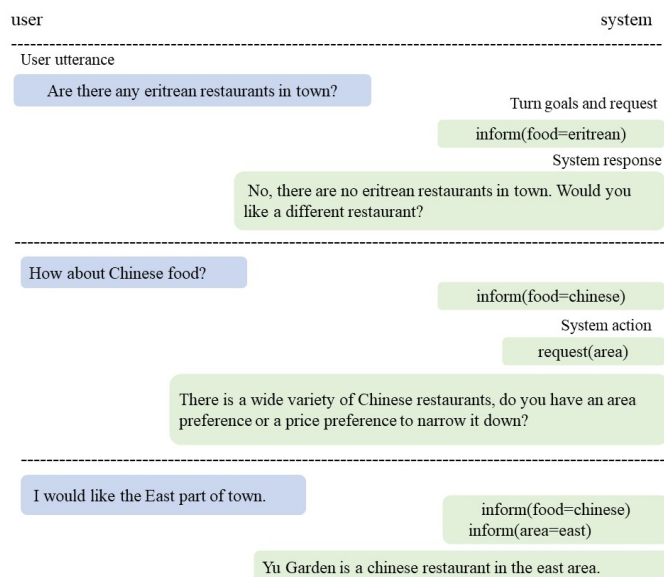 user
system
User utterance
Are there any eritrean restaurants in town?
Turn goals and request
inform(food=eritrean)
System response
No, there are no eritrean restaurants in town. Would you
like a different restaurant?
How about Chinese food?
inform(food=chinese)
System action
request(area)
There is a wide variety of Chinese restaurants, do you have an area
preference or a price preference to narrow it down?
I would like the East part of town.
inform(food=chinese)
inform(area=east)
Yu Garden is a chinese restaurant in the east area.